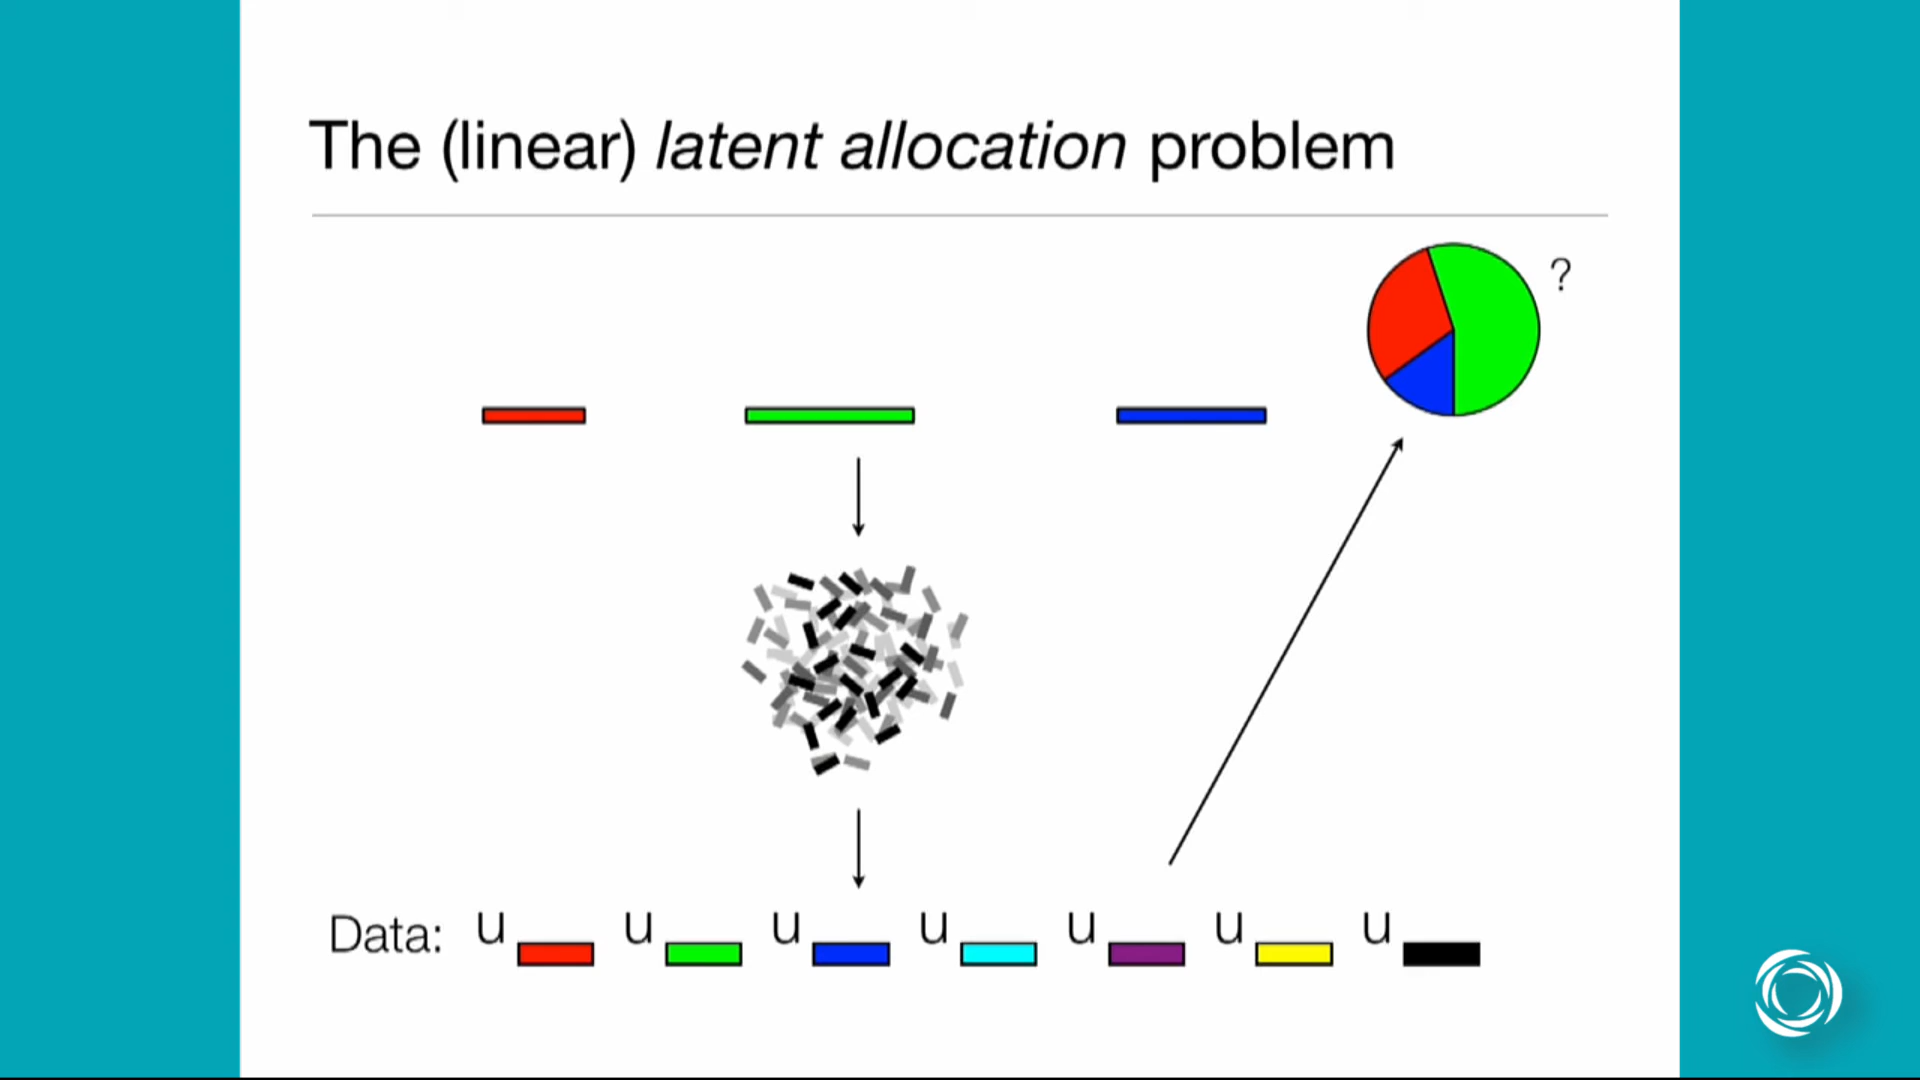 The (linear) latent allocation problem
?
Data: u u u u u u u